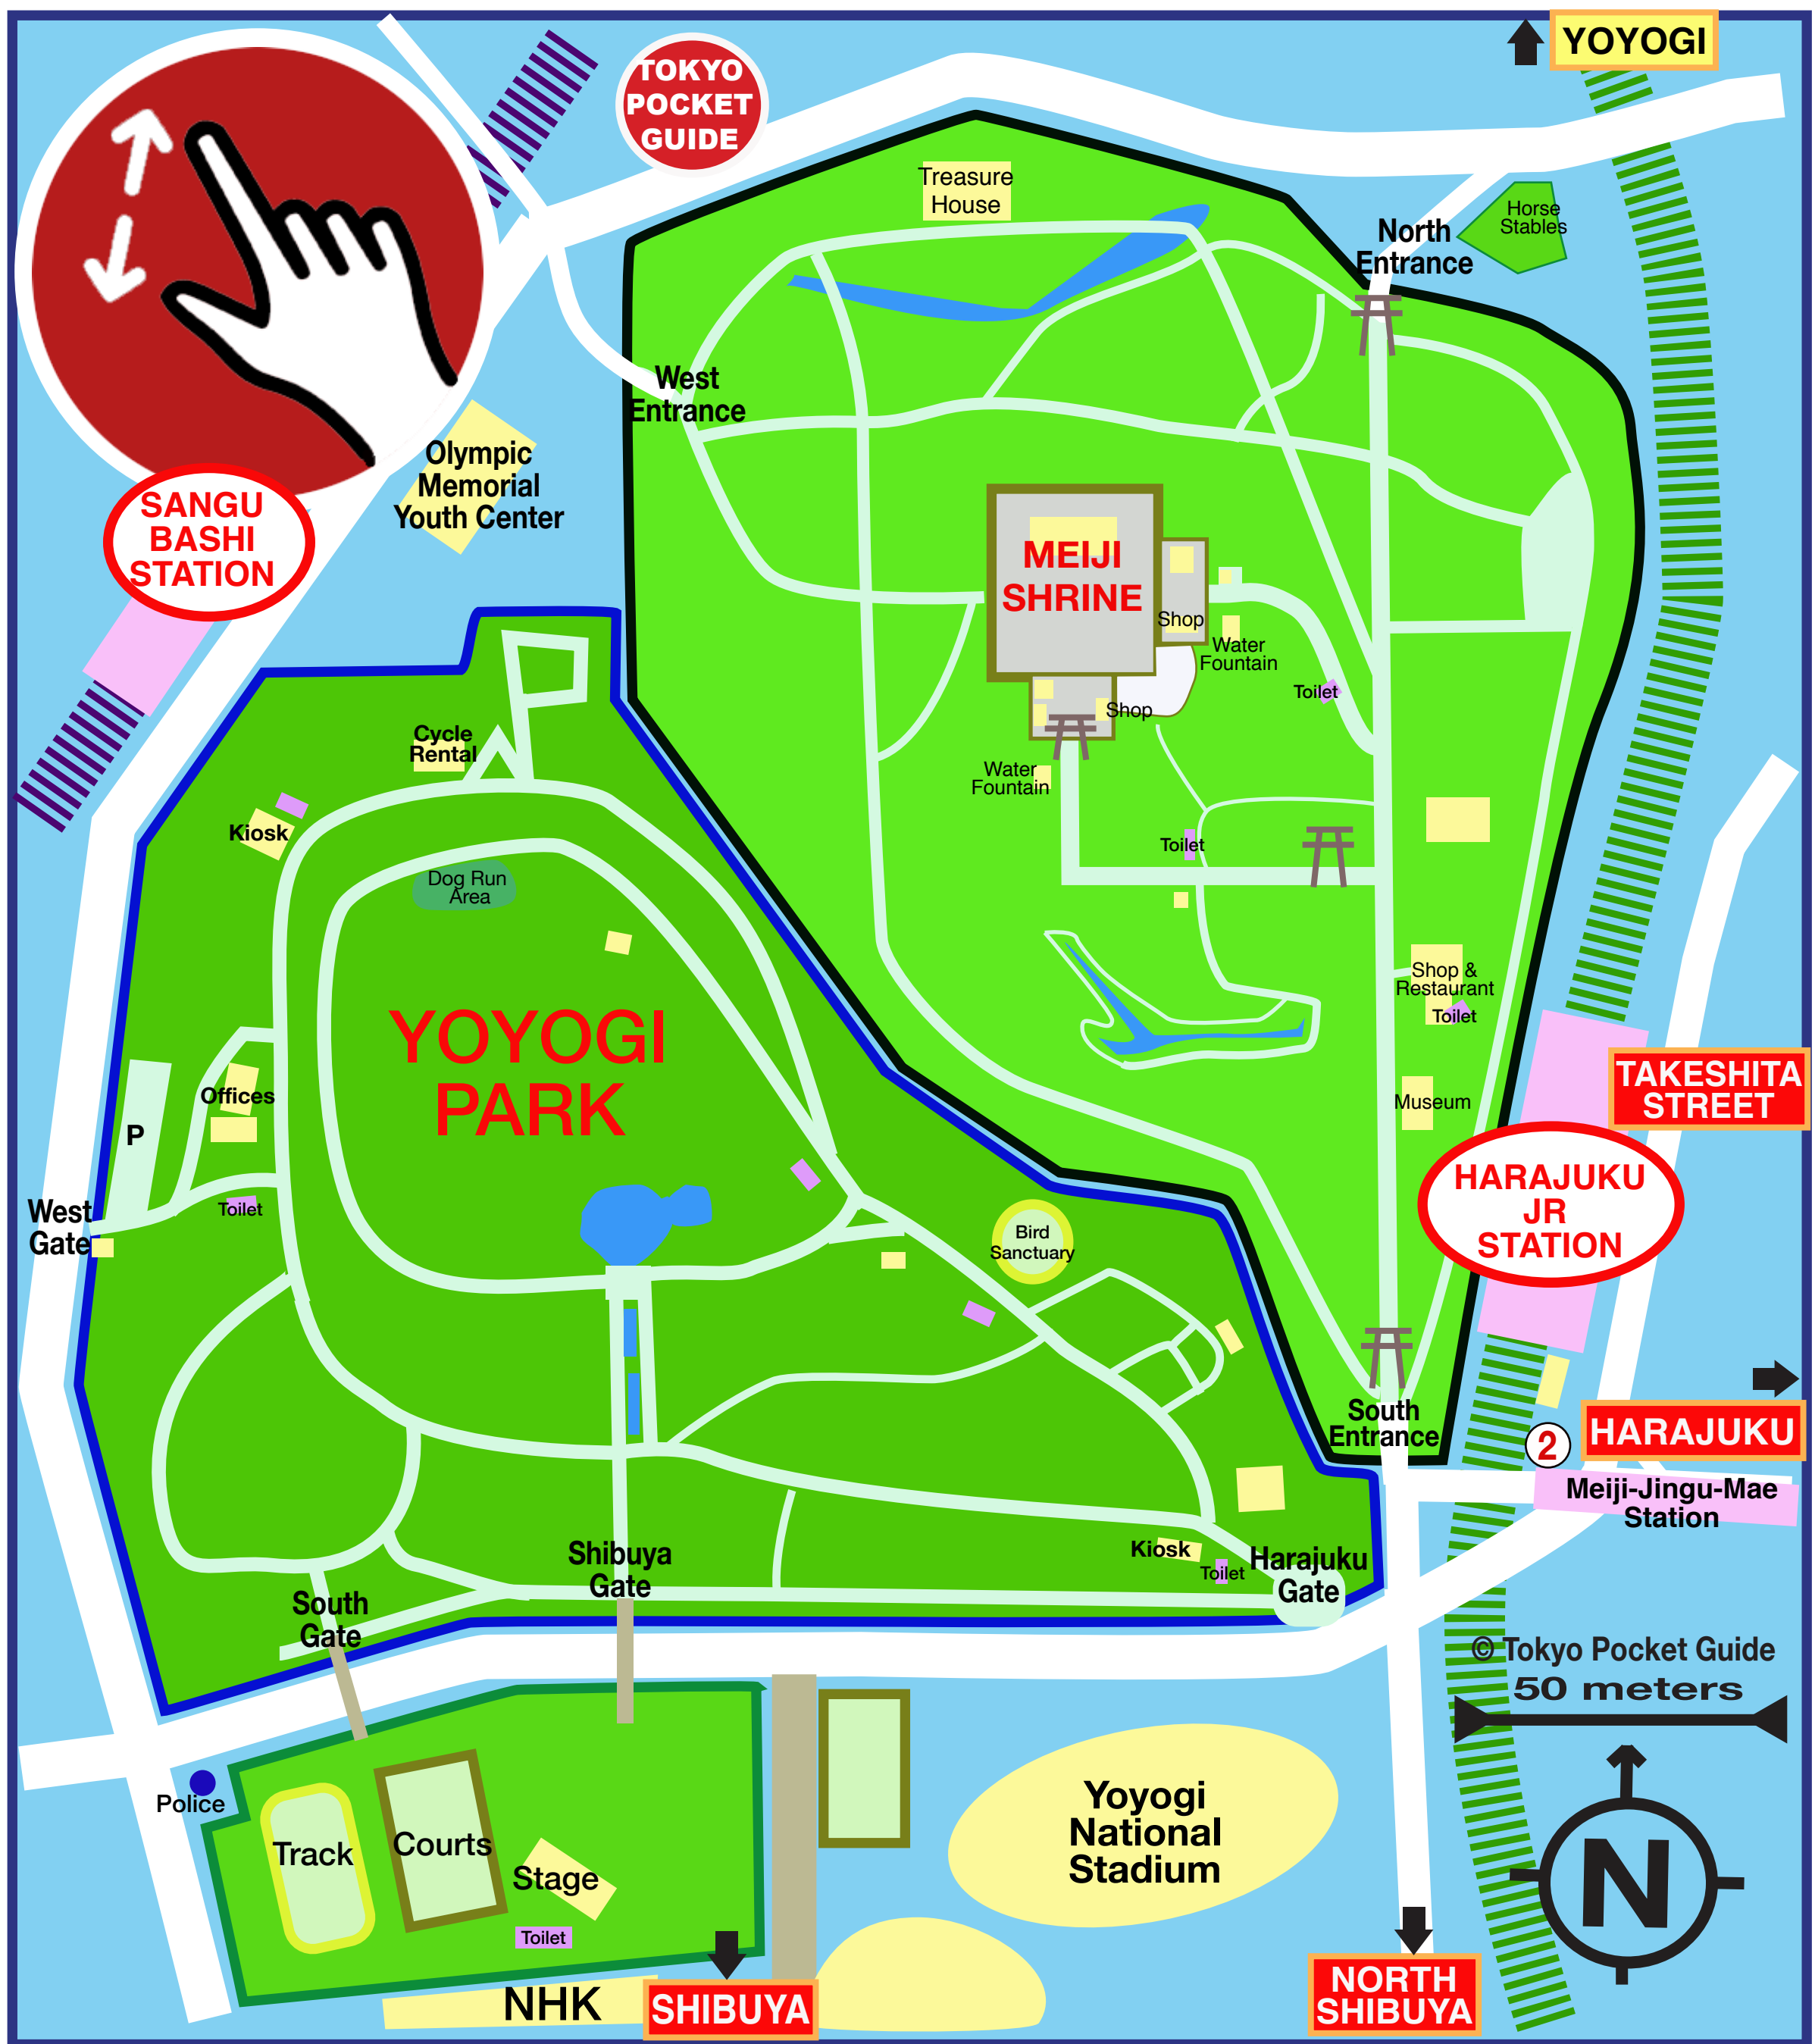 YOYOGI
TOKYO
POCKET
GUIDE
Treasure
House
Horse
Stables
North
Entrance
West
Entrance
Olympic
Memorial
Youth Center
SANGU
BASHI
STATION
MEIJI
SHRINE
Shop
Water
Fountain
Toilet
Shop
Cycle
Rental
Water
Fountain
Kiosk
Toilet
Dog Run
Area
Shop &
Restaurant
Toilet
YOYOGI
PARK
TAKESHITA
STREET
Offices
Museum
P
HARAJUKU
JR
STATION
West
Gate
Toilet
Bird
Sanctuary
South
Entrance
HARAJUKU
2
Meiji-Jingu-Mae
Station
Shibuya
Gate
Kiosk
Toilet
Harajuku
Gate
South
Gate
© Tokyo Pocket Guide
50 meters
Police
Track
Courts
Stage
Toilet
Yoyogi
National
Stadium
N
NHK
SHIBUYA
NORTH
SHIBUYA